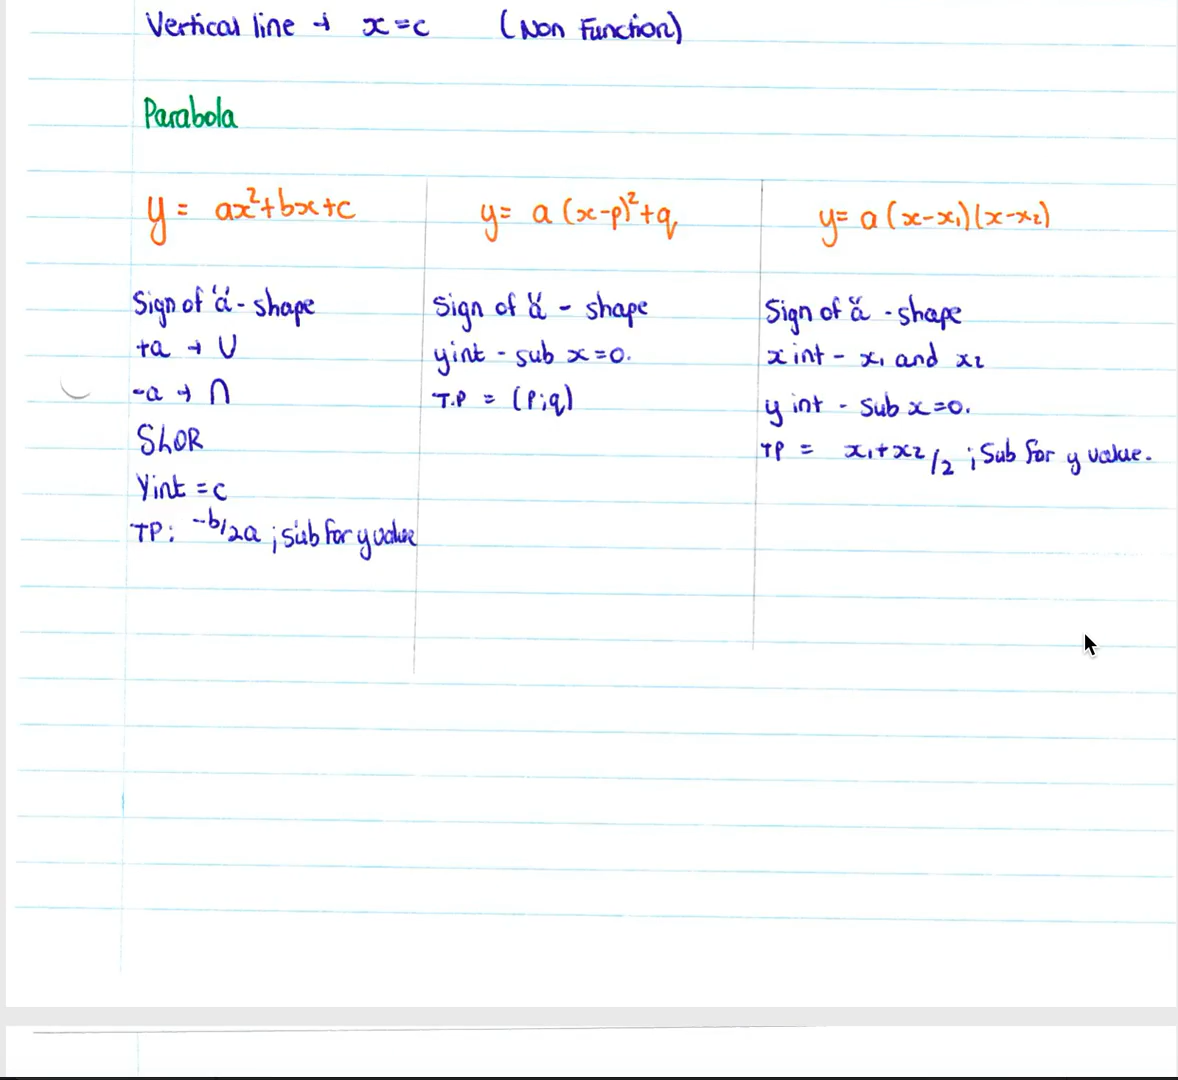 Vertical line → x=c (Non Function)
Parabola
y = ax²+bx+c
Sign of 'a' - shape
+a → ∪
-a → ∩
SLOR
Yint = c
TP: -b/2a ; sub for y value
y= a (x-p)²+q
Sign of "a" - shape
yint - sub x=0.
T.P = (p;q)
y= a (x-x₁)(x-x₂)
Sign of "a" - shape
x int - x₁ and x₂
y int - sub x=0.
TP = x₁+x₂/2 ; Sub for y value.